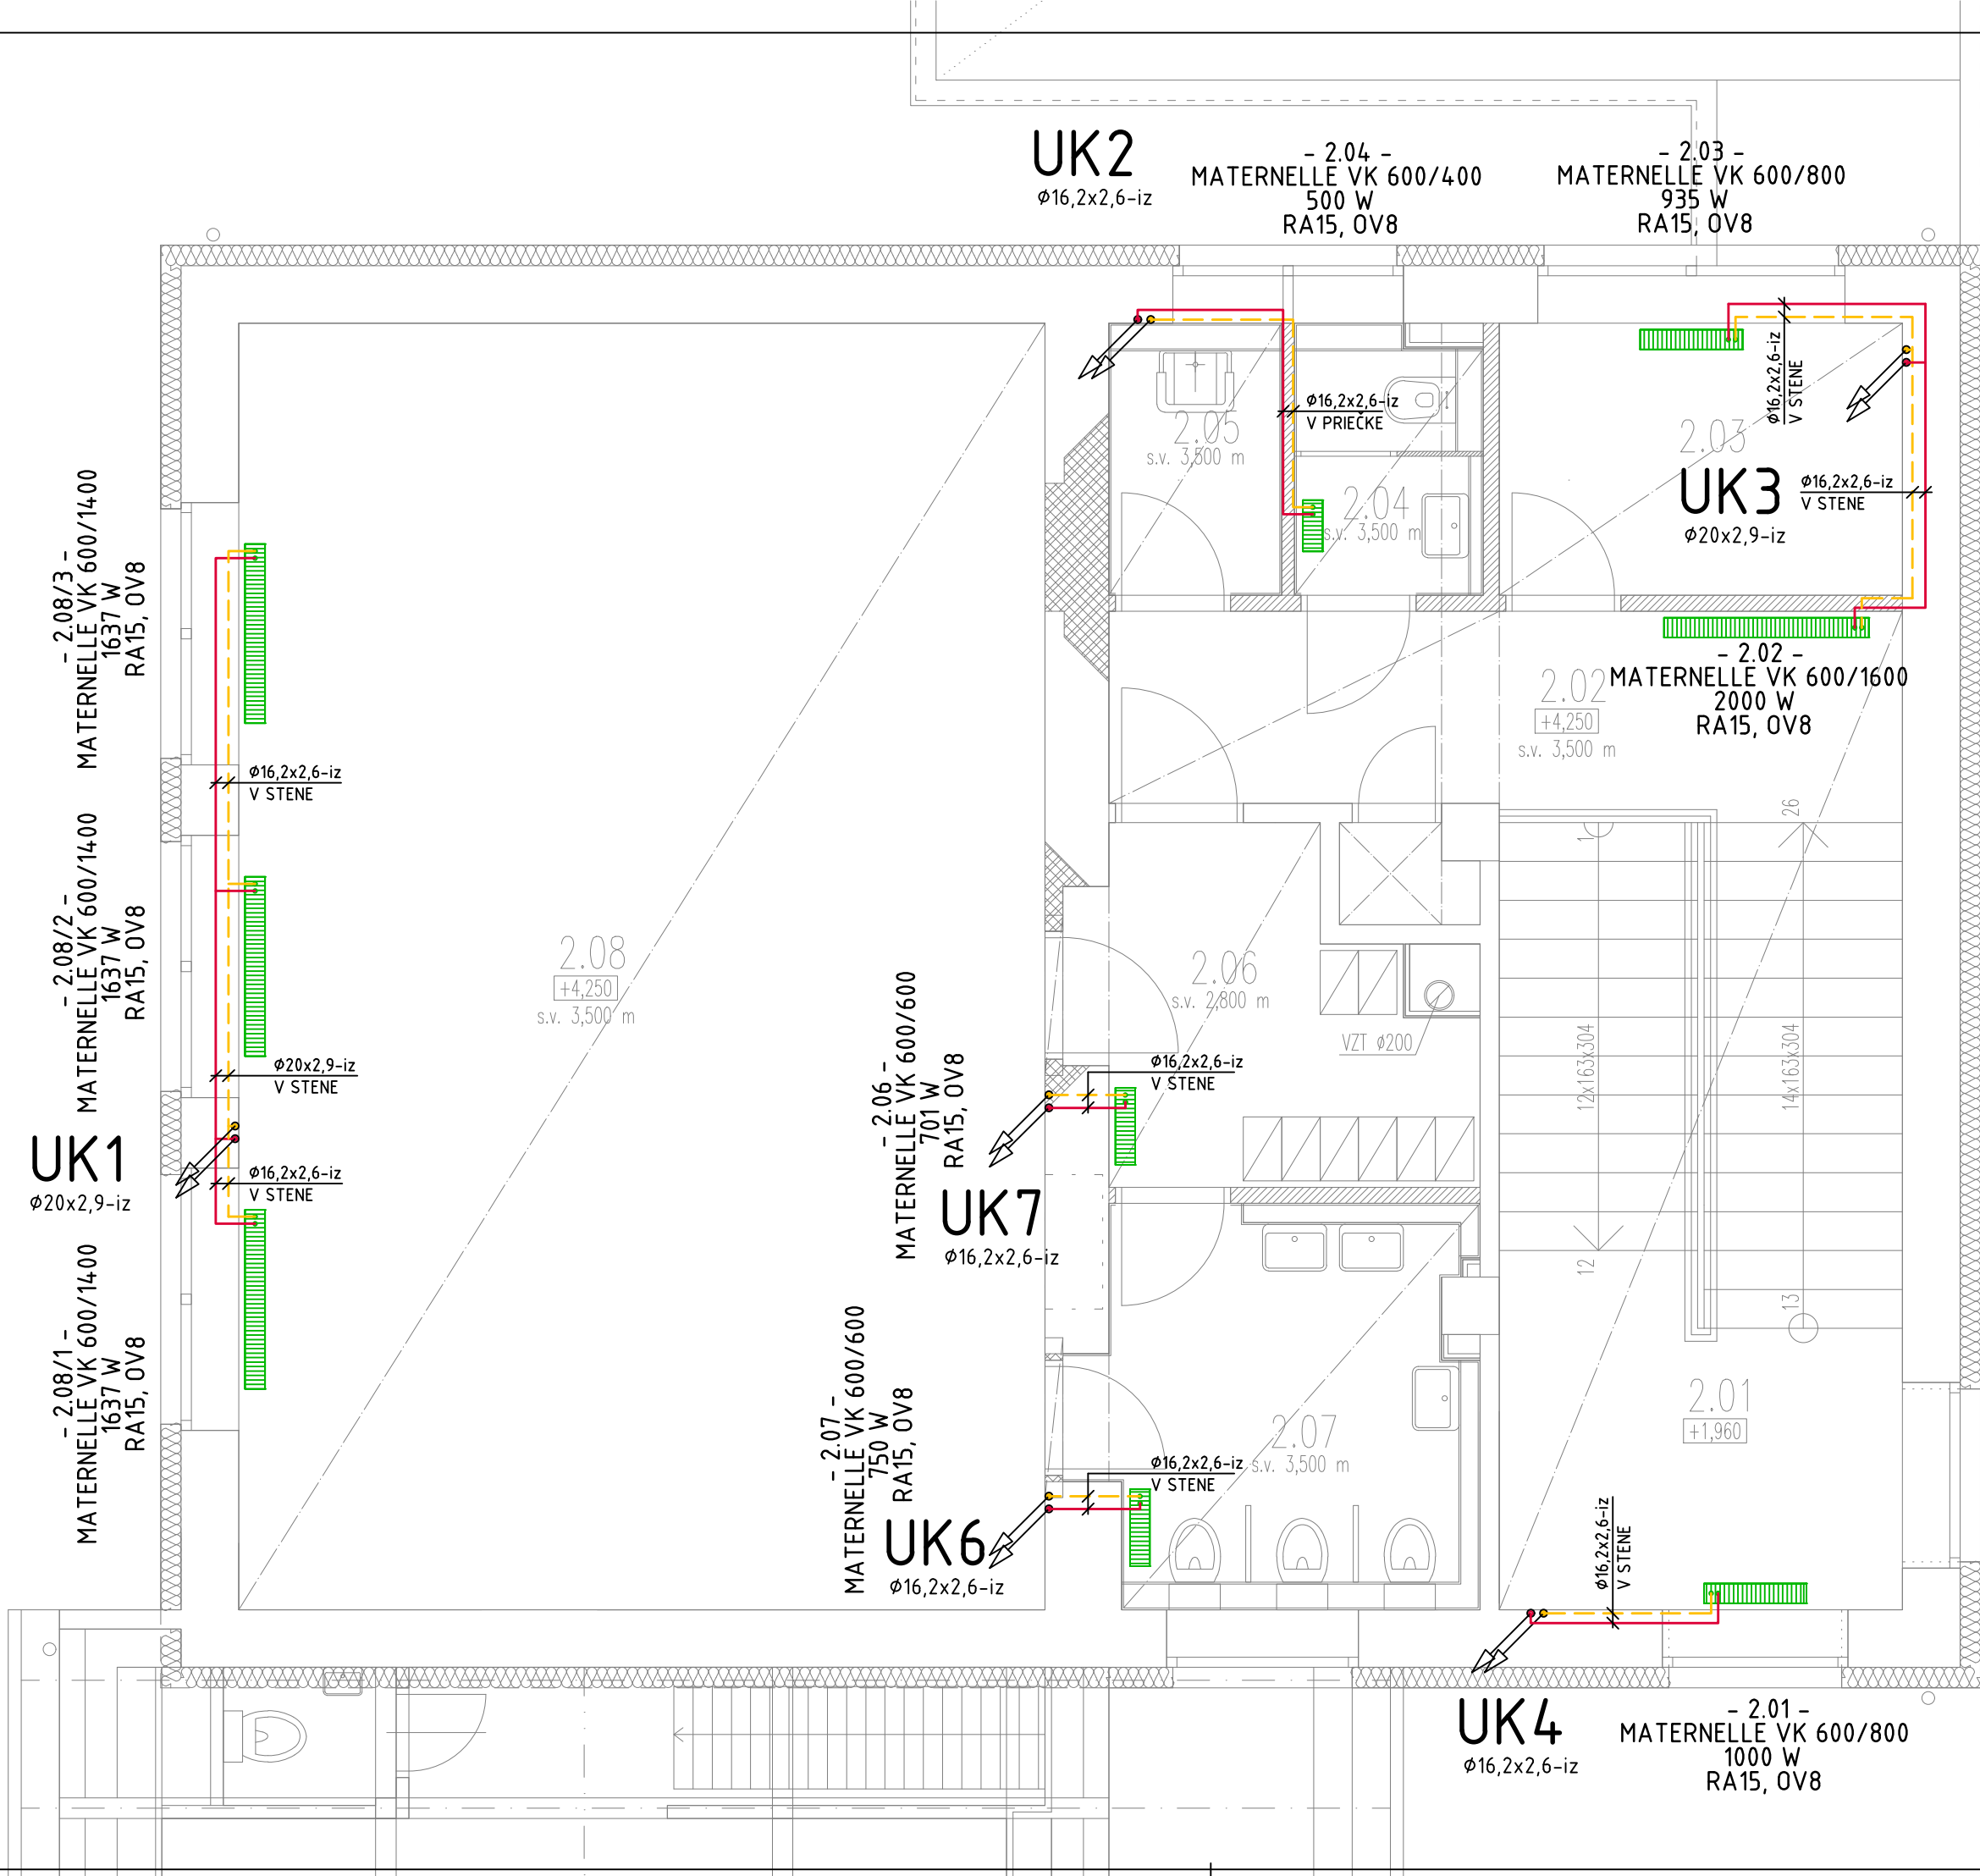 UK2
ø16,2x2,6-iz
- 2.04 -
MATERNELLE VK 600/400
500 W
RA15, OV8
- 2.03 -
MATERNELLE VK 600/800
935 W
RA15, OV8
ø16,2x2,6-iz
V STENE
ø16,2x2,6-iz
V PRIEČKE
2.05
s.v. 3,500 m
2.03
UK3
ø20x2,9-iz
ø16,2x2,6-iz
V STENE
2.04
s.v. 3,500 m
- 2.08/3 -
MATERNELLE VK 600/1400
1637 W
RA15, OV8
- 2.02 -
MATERNELLE VK 600/1600
2000 W
RA15, OV8
2.02
+4,250
s.v. 3,500 m
ø16,2x2,6-iz
V STENE
1
26
- 2.08/2 -
MATERNELLE VK 600/1400
1637 W
RA15, OV8
2.08
+4,250
s.v. 3,500 m
2.06
s.v. 2,800 m
VZT ø200
12x163x304
14x163x304
ø20x2,9-iz
V STENE
- 2.06 -
MATERNELLE VK 600/600
701 W
RA15, OV8
ø16,2x2,6-iz
V STENE
UK1
ø20x2,9-iz
ø16,2x2,6-iz
V STENE
UK7
ø16,2x2,6-iz
12
13
- 2.08/1 -
MATERNELLE VK 600/1400
1637 W
RA15, OV8
- 2.07 -
MATERNELLE VK 600/600
750 W
RA15, OV8
2.07
s.v. 3,500 m
2.01
+1,960
ø16,2x2,6-iz
V STENE
UK6
ø16,2x2,6-iz
ø16,2x2,6-iz
V STENE
UK4
ø16,2x2,6-iz
- 2.01 -
MATERNELLE VK 600/800
1000 W
RA15, OV8